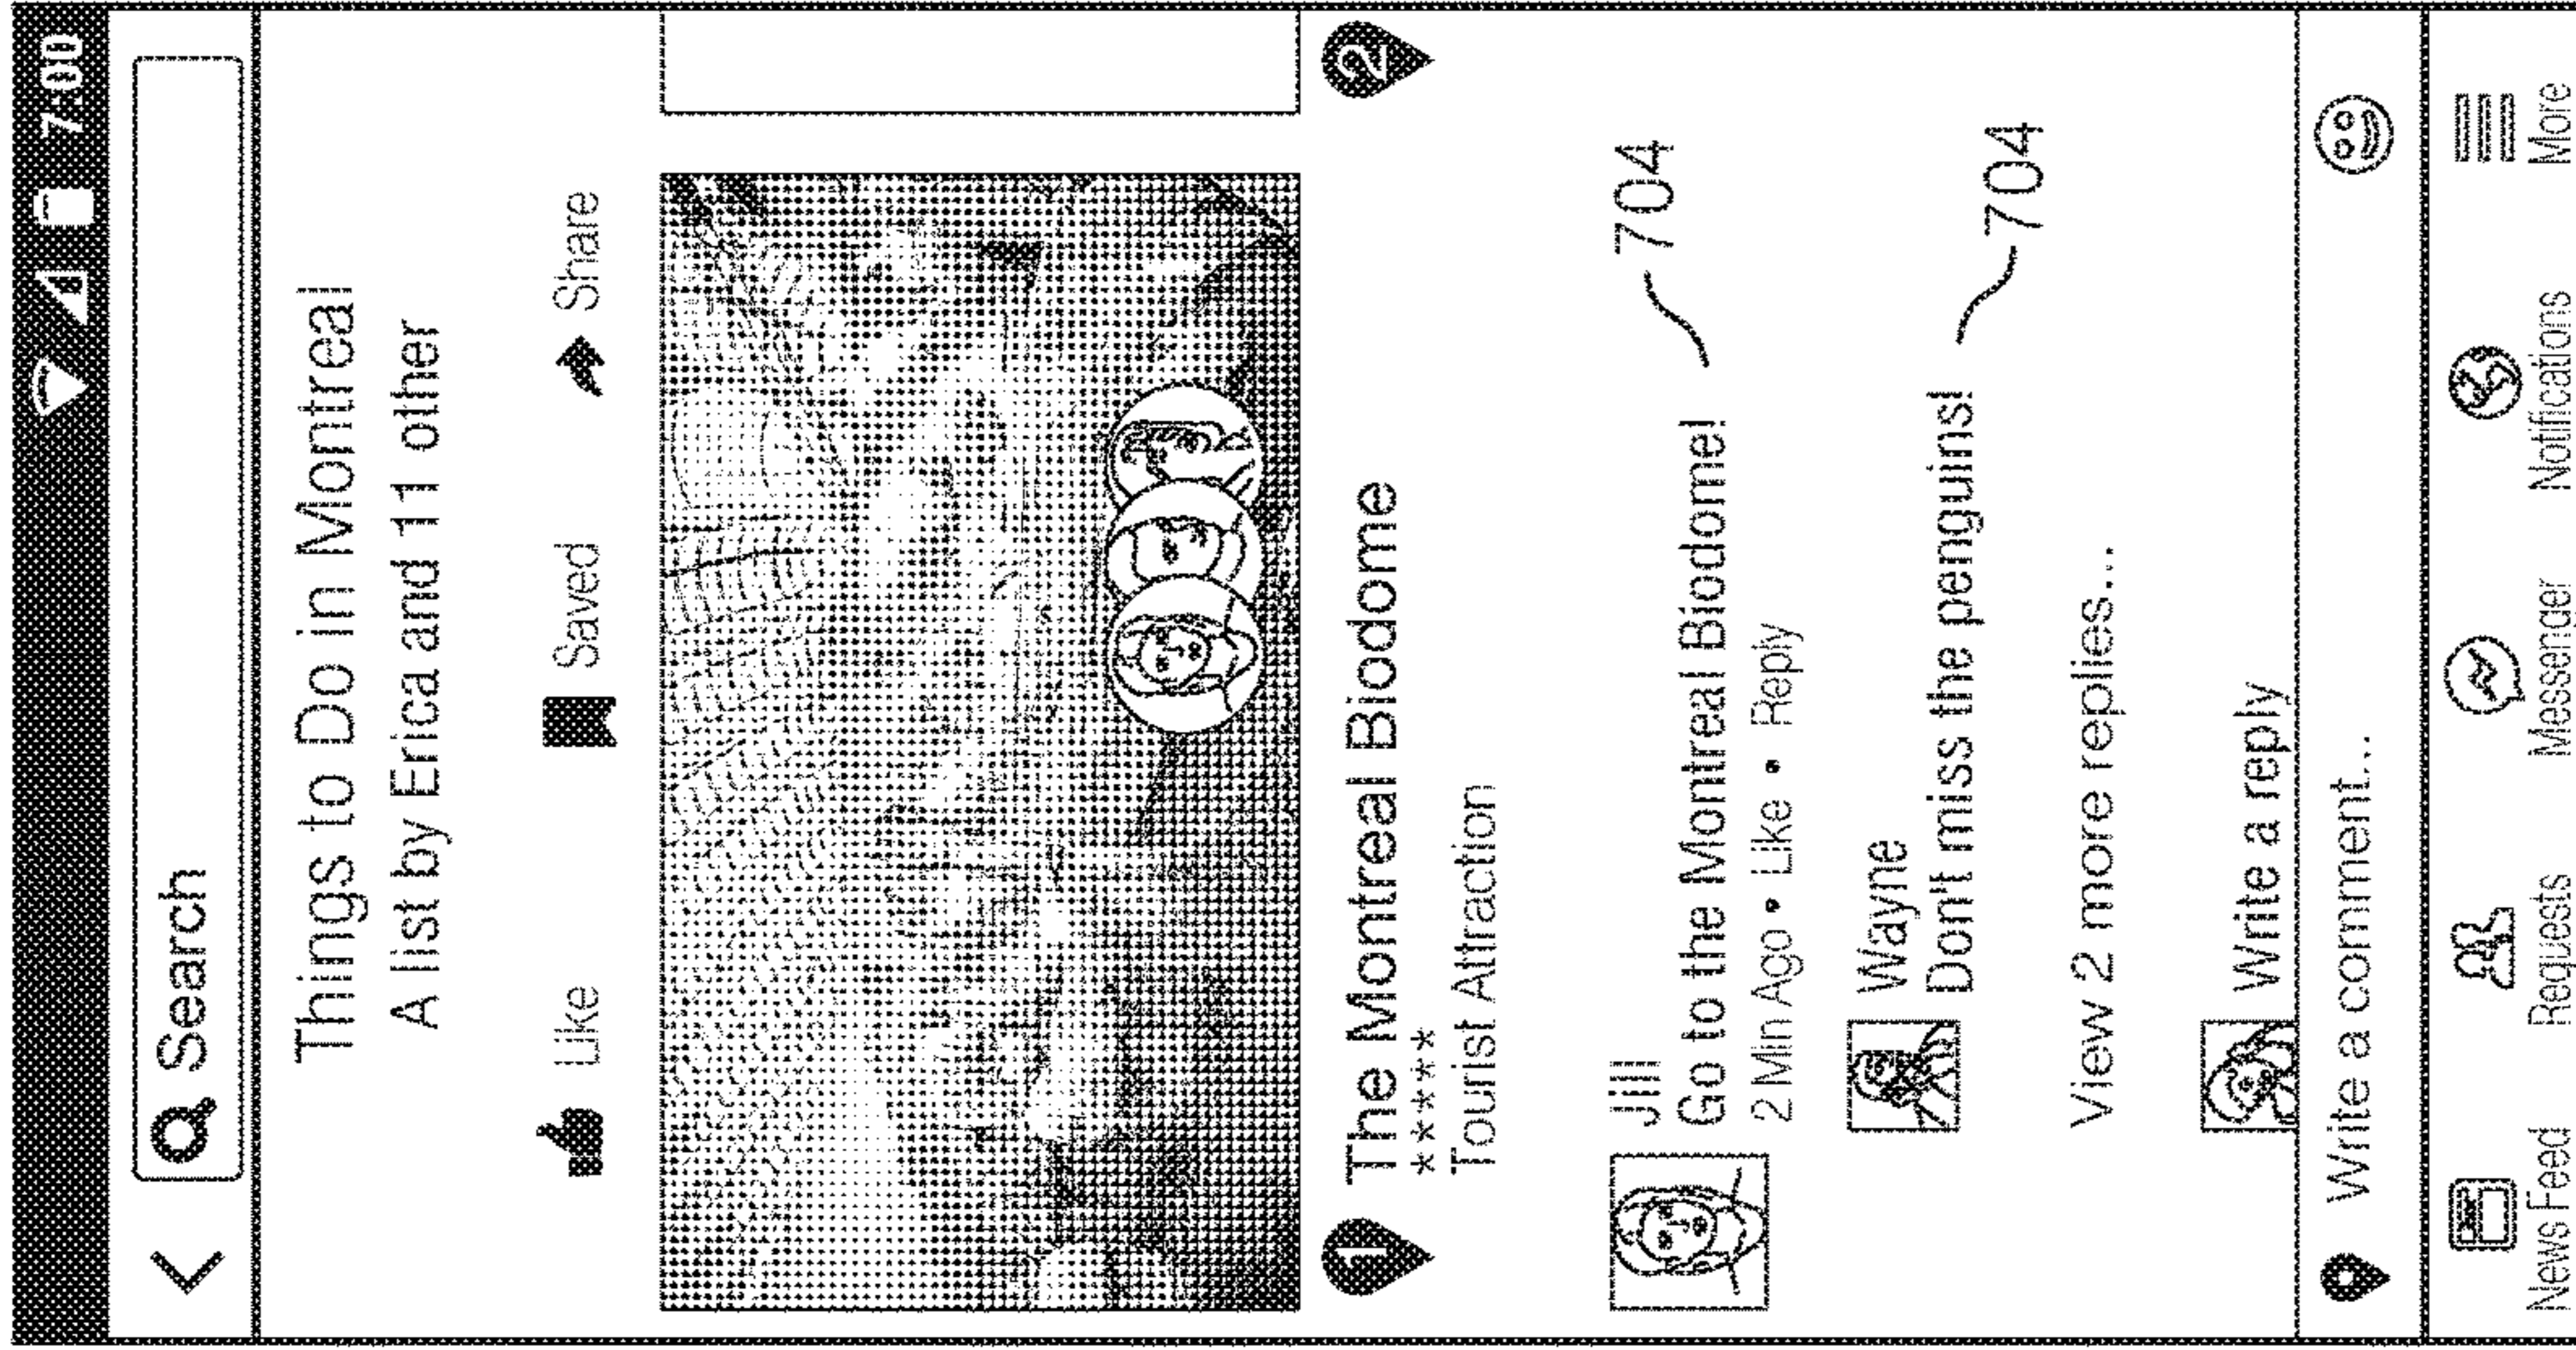 7:00
Search
Things to Do in Montreal
A list by Erica and 11 other
Like Saved Share
1 The Montreal Biodome 2
*****
Tourist Attraction
Jill
Go to the Montreal Biodome! 704
2 Min Ago • Like • Reply
Wayne
Don't miss the penguins! 704
View 2 more replies...
Write a reply
Write a comment...
News Feed Requests Messenger Notifications More